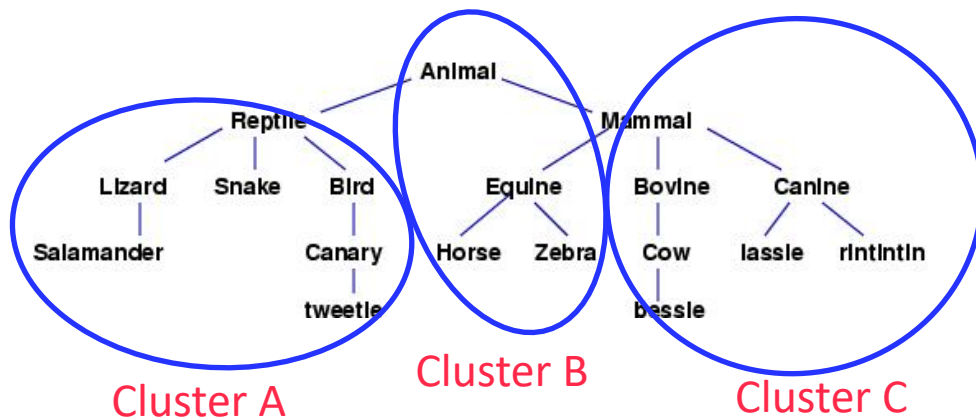 Animal
Reptile Mammal
Lizard Snake Bird Equine Bovine Canine
Salamander Canary Horse Zebra Cow lassie rintintin
tweetie bessie
Cluster A Cluster B Cluster C